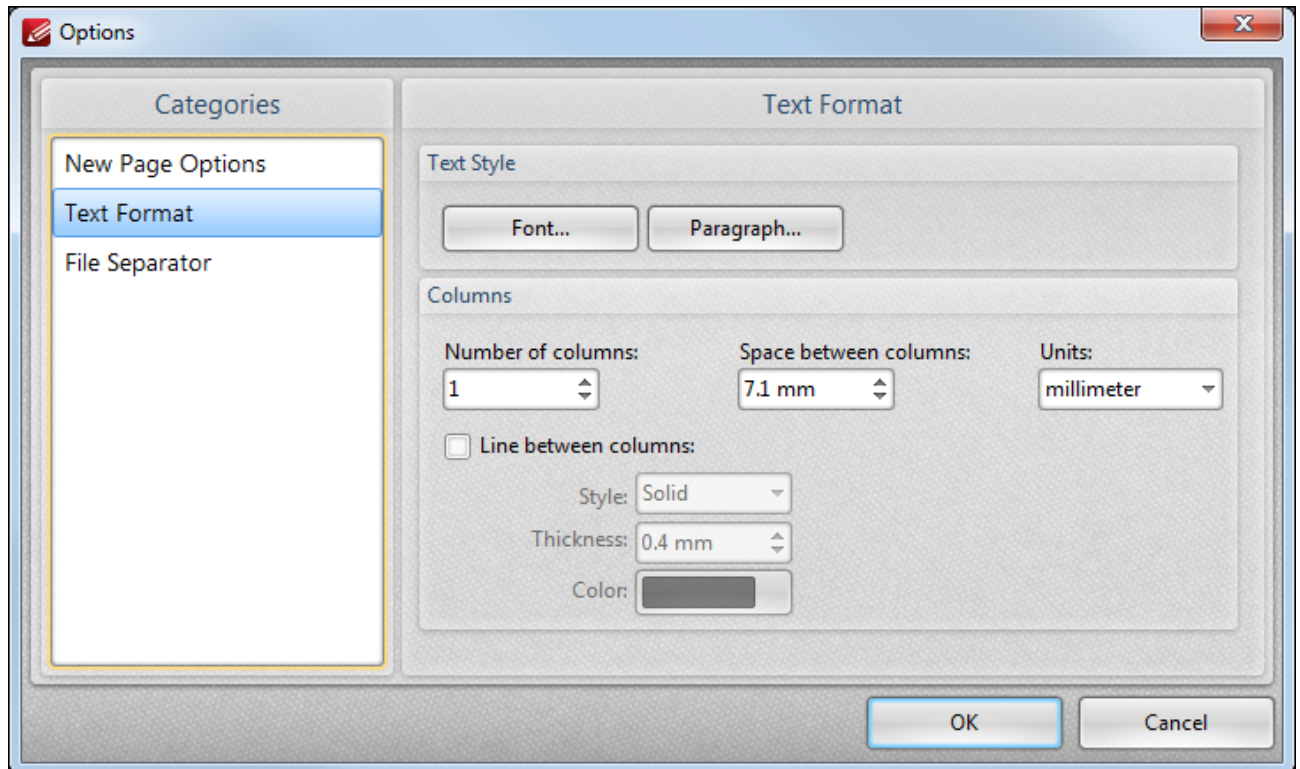 Options
Categories
New Page Options
Text Format
File Separator
Text Format
Text Style
Font... Paragraph...
Columns
Number of columns: Space between columns: Units:
1 7.1 mm millimeter
Line between columns:
Style: Solid
Thickness: 0.4 mm
Color:
OK Cancel